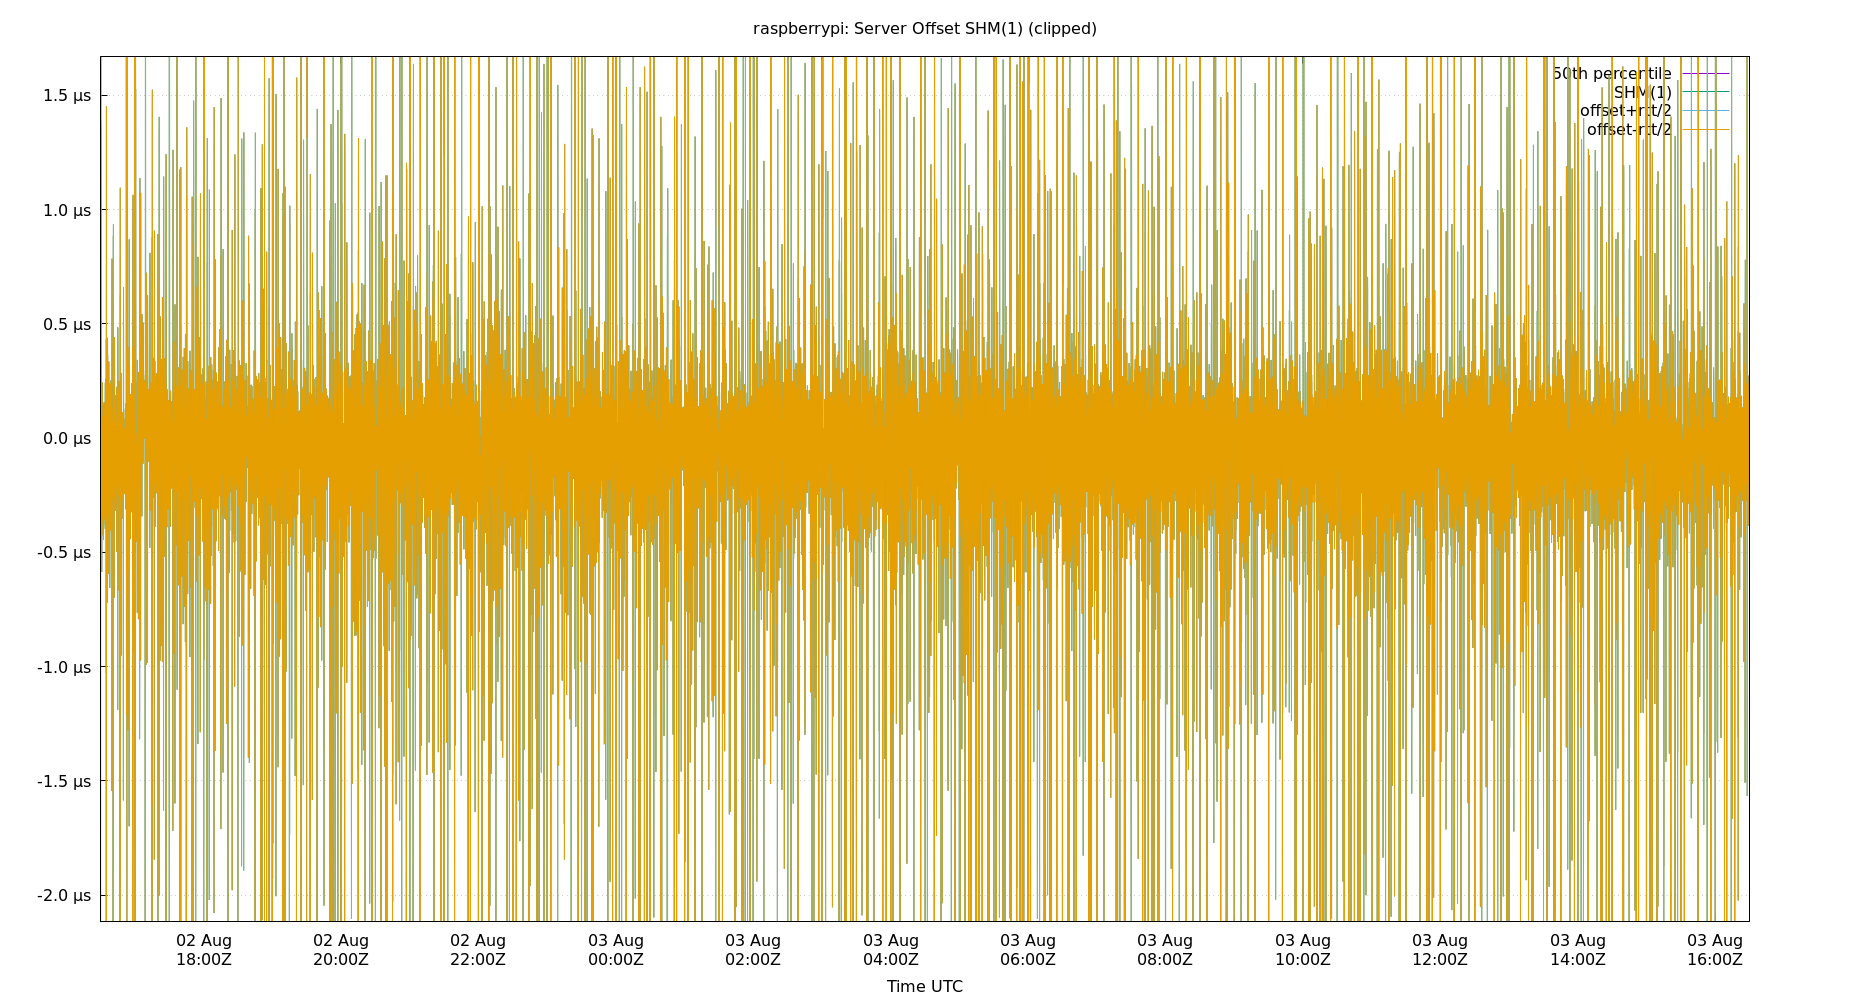 raspberrypi: Server Offset SHM(1) (clipped)
50th percentile
SHM(1)
offset+rtt/2
offset-rtt/2
1.5 µs
1.0 µs
0.5 µs
0.0 µs
-0.5 µs
-1.0 µs
-1.5 µs
-2.0 µs
02 Aug 02 Aug 02 Aug 03 Aug 03 Aug 03 Aug 03 Aug 03 Aug 03 Aug 03 Aug 03 Aug 03 Aug
18:00Z 20:00Z 22:00Z 00:00Z 02:00Z 04:00Z 06:00Z 08:00Z 10:00Z 12:00Z 14:00Z 16:00Z
Time UTC